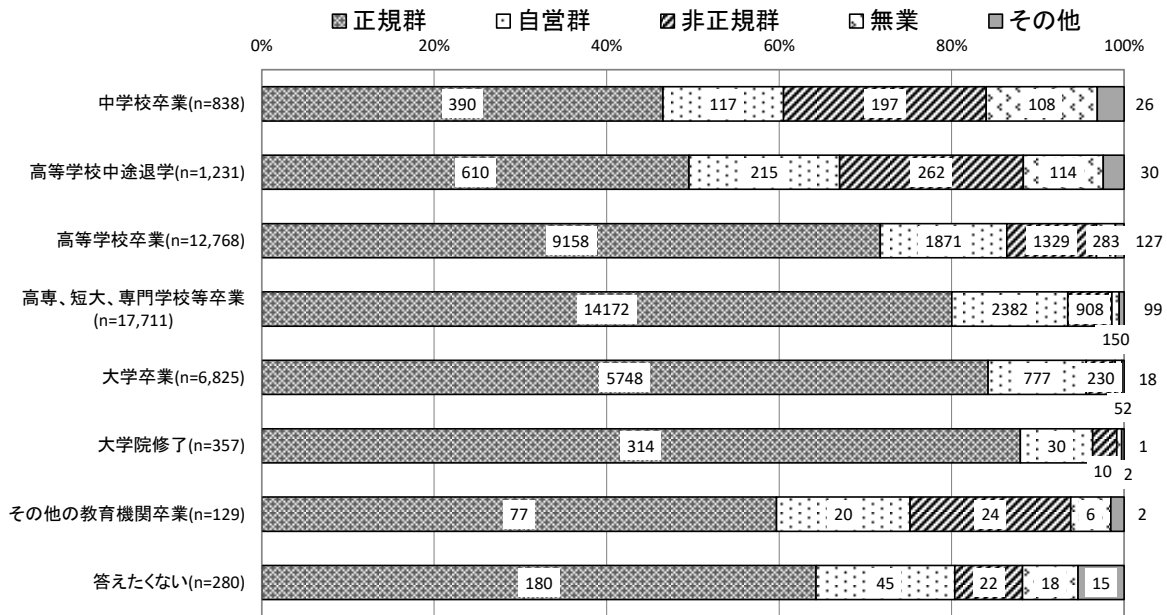 正規群 自営群 非正規群 無業 その他
0% 20% 40% 60% 80% 100%
中学校卒業(n=838) 390 117 197 108 26
高等学校中途退学(n=1,231) 610 215 262 114 30
高等学校卒業(n=12,768) 9158 1871 1329 283 127
高専、短大、専門学校等卒業
(n=17,711) 14172 2382 908 99
150
大学卒業(n=6,825) 5748 777 230 18
52
大学院修了(n=357) 314 30 1
10 2
その他の教育機関卒業(n=129) 77 20 24 6 2
答えたくない(n=280) 180 45 22 18 15